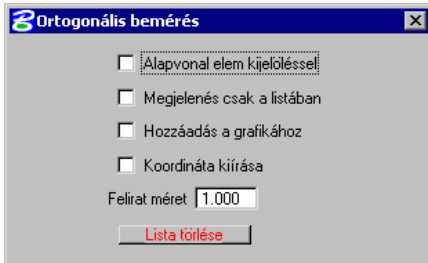 Ortogonális bemérés
Alapvonal elem kijelöléssel
Megjelenés csak a listában
Hozzáadás a grafikához
Koordináta kiírása
Felirat méret 1.000
Lista törlése